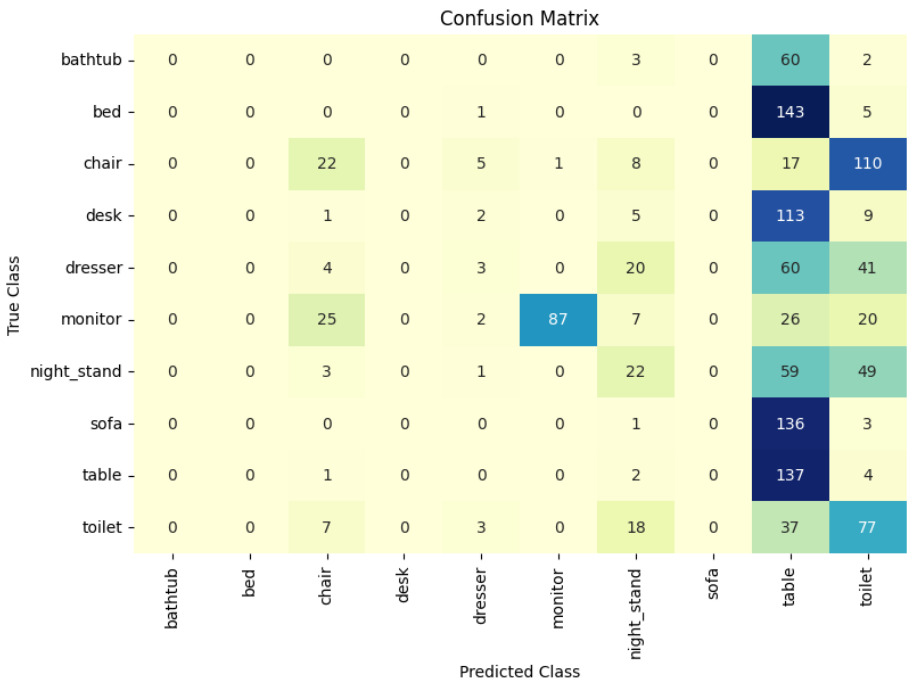 Confusion Matrix
True Class
bathtub 0 0 0 0 0 0 3 0 60 2
bed 0 0 0 0 1 0 0 0 143 5
chair 0 0 22 0 5 1 8 0 17 110
desk 0 0 1 0 2 0 5 0 113 9
dresser 0 0 4 0 3 0 20 0 60 41
monitor 0 0 25 0 2 87 7 0 26 20
night_stand 0 0 3 0 1 0 22 0 59 49
sofa 0 0 0 0 0 0 1 0 136 3
table 0 0 1 0 0 0 2 0 137 4
toilet 0 0 7 0 3 0 18 0 37 77
bathtub bed chair desk dresser monitor night_stand sofa table toilet
Predicted Class